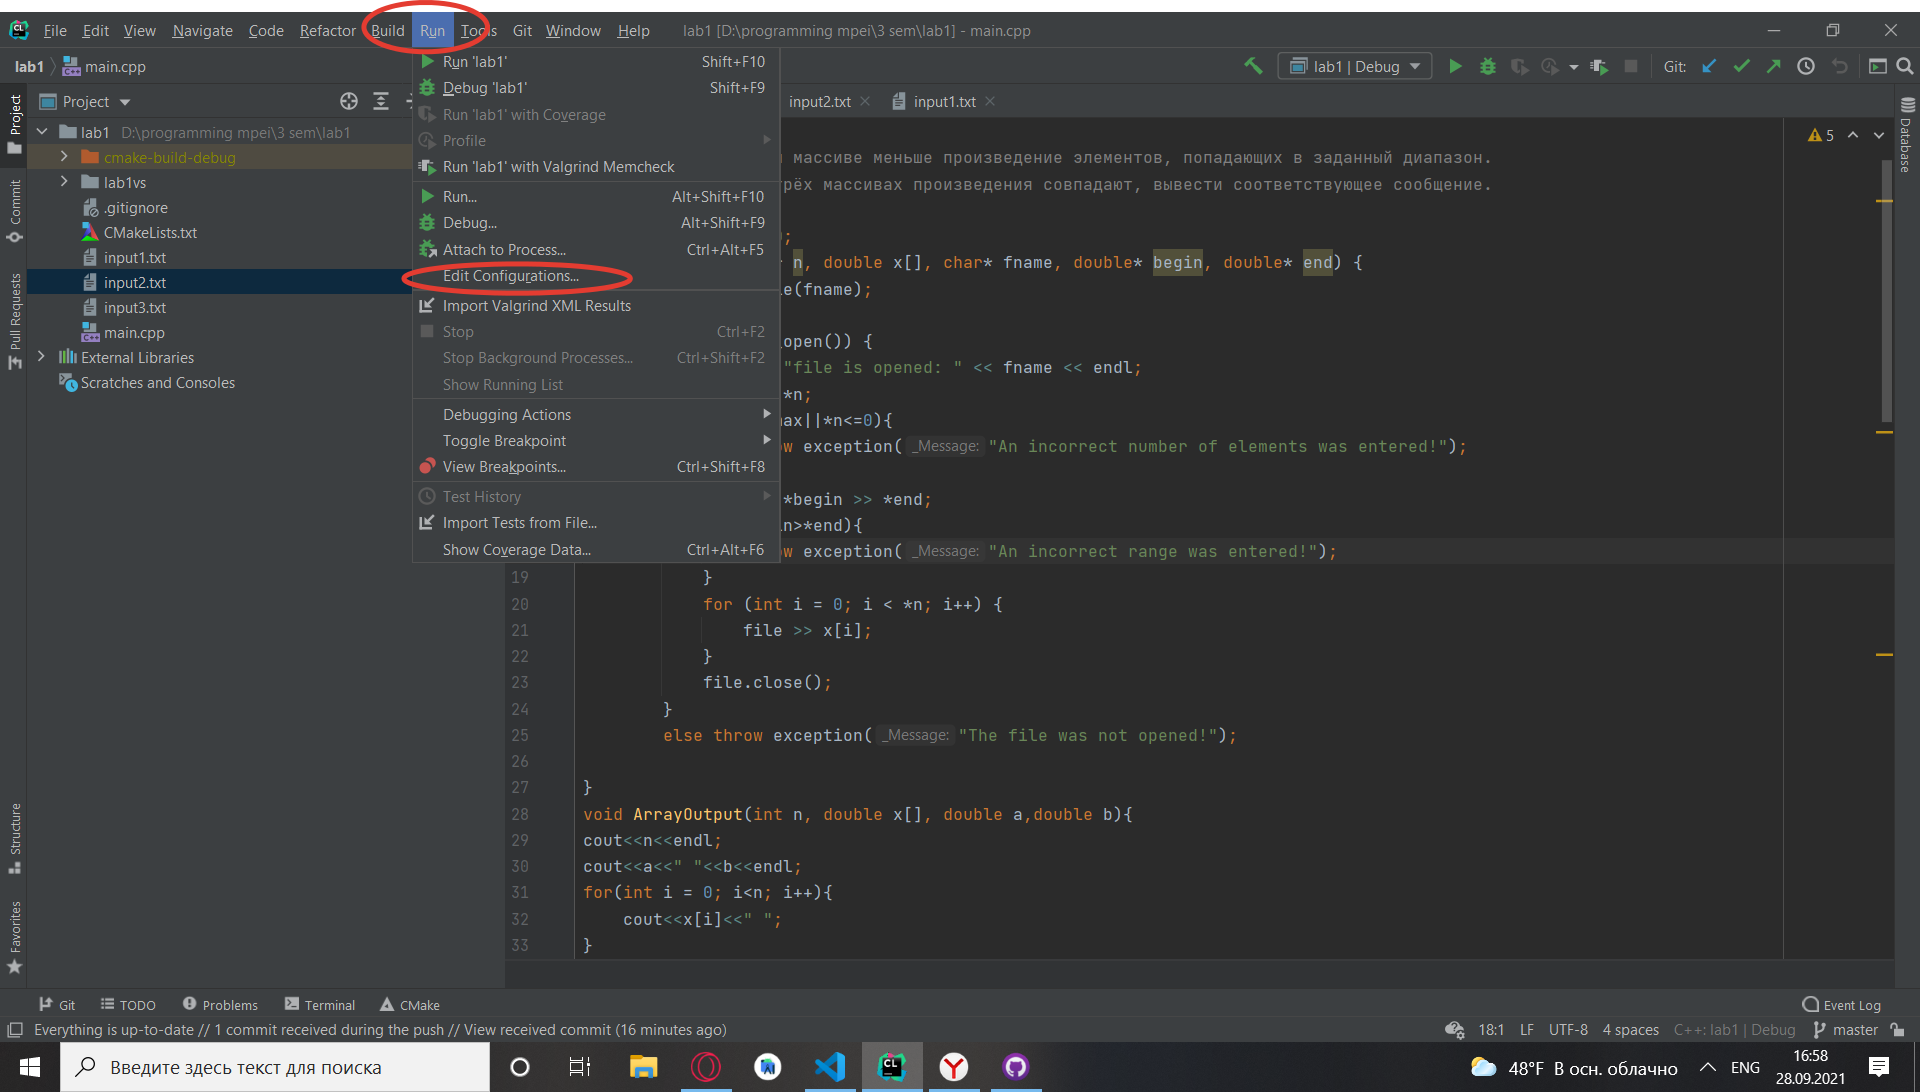 File Edit View Navigate Code Refactor Build Run Tools Git Window Help lab1 [D:\programming mpei\3 sem\lab1] - main.cpp
lab1 main.cpp
lab1 | Debug
Git:
Project
input2.txt
input1.txt
5
lab1 D:\programming mpei\3 sem\lab1
cmake-build-debug
lab1vs
.gitignore
CMakeLists.txt
input1.txt
input2.txt
input3.txt
main.cpp
External Libraries
Scratches and Consoles
Project
Commit
Pull Requests
Structure
Favorites
Database
Run 'lab1' Shift+F10
Debug 'lab1' Shift+F9
Run 'lab1' with Coverage
Profile
Run 'lab1' with Valgrind Memcheck
Run... Alt+Shift+F10
Debug... Alt+Shift+F9
Attach to Process... Ctrl+Alt+F5
Edit Configurations...
Import Valgrind XML Results
Stop Ctrl+F2
Stop Background Processes... Ctrl+Shift+F2
Show Running List
Debugging Actions
Toggle Breakpoint
View Breakpoints... Ctrl+Shift+F8
Test History
Import Tests from File...
Show Coverage Data... Ctrl+Alt+F6
массиве меньше произведение элементов, попадающих в заданный диапазон.
рёх массивах произведения совпадают, вывести соответствующее сообщение.
;
n, double x[], char* fname, double* begin, double* end) {
e(fname);
open()) {
"file is opened: " << fname << endl;
*n;
ax||*n<=0){
w exception( _Message: "An incorrect number of elements was entered!");
*begin >> *end;
n>*end){
w exception( _Message: "An incorrect range was entered!");
19 }
20 for (int i = 0; i < *n; i++) {
21 file >> x[i];
22 }
23 file.close();
24 }
25 else throw exception( _Message: "The file was not opened!");
26
27 }
28 void ArrayOutput(int n, double x[], double a,double b){
29 cout<<n<<endl;
30 cout<<a<<" "<<b<<endl;
31 for(int i = 0; i<n; i++){
32 cout<<x[i]<<" ";
33 }
Git TODO Problems Terminal CMake Event Log
Everything is up-to-date // 1 commit received during the push // View received commit (16 minutes ago) 18:1 LF UTF-8 4 spaces C++: lab1 | Debug master
Введите здесь текст для поиска
48°F В осн. облачно ENG
16:58
28.09.2021